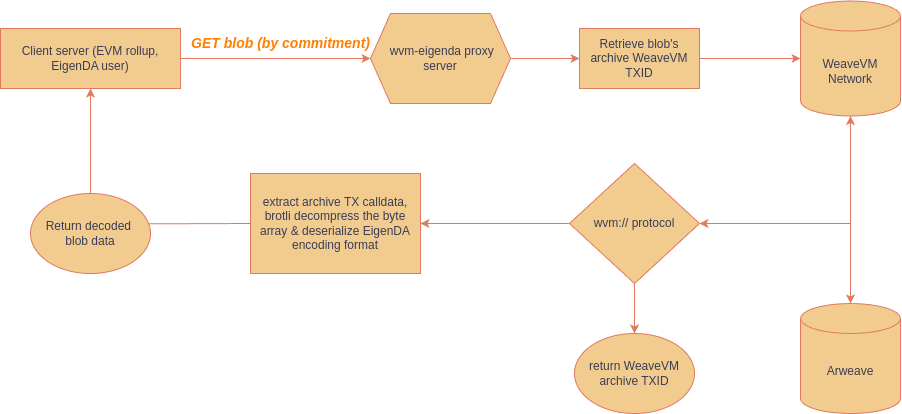 GET blob (by commitment)
Client server (EVM rollup,
EigenDA user)
wvm-eigenda proxy
server
Retrieve blob's
archive WeaveVM
TXID
WeaveVM
Network
extract archive TX calldata,
brotli decompress the byte
array & deserialize EigenDA
encoding format
wvm:// protocol
Return decoded
blob data
return WeaveVM
archive TXID
Arweave